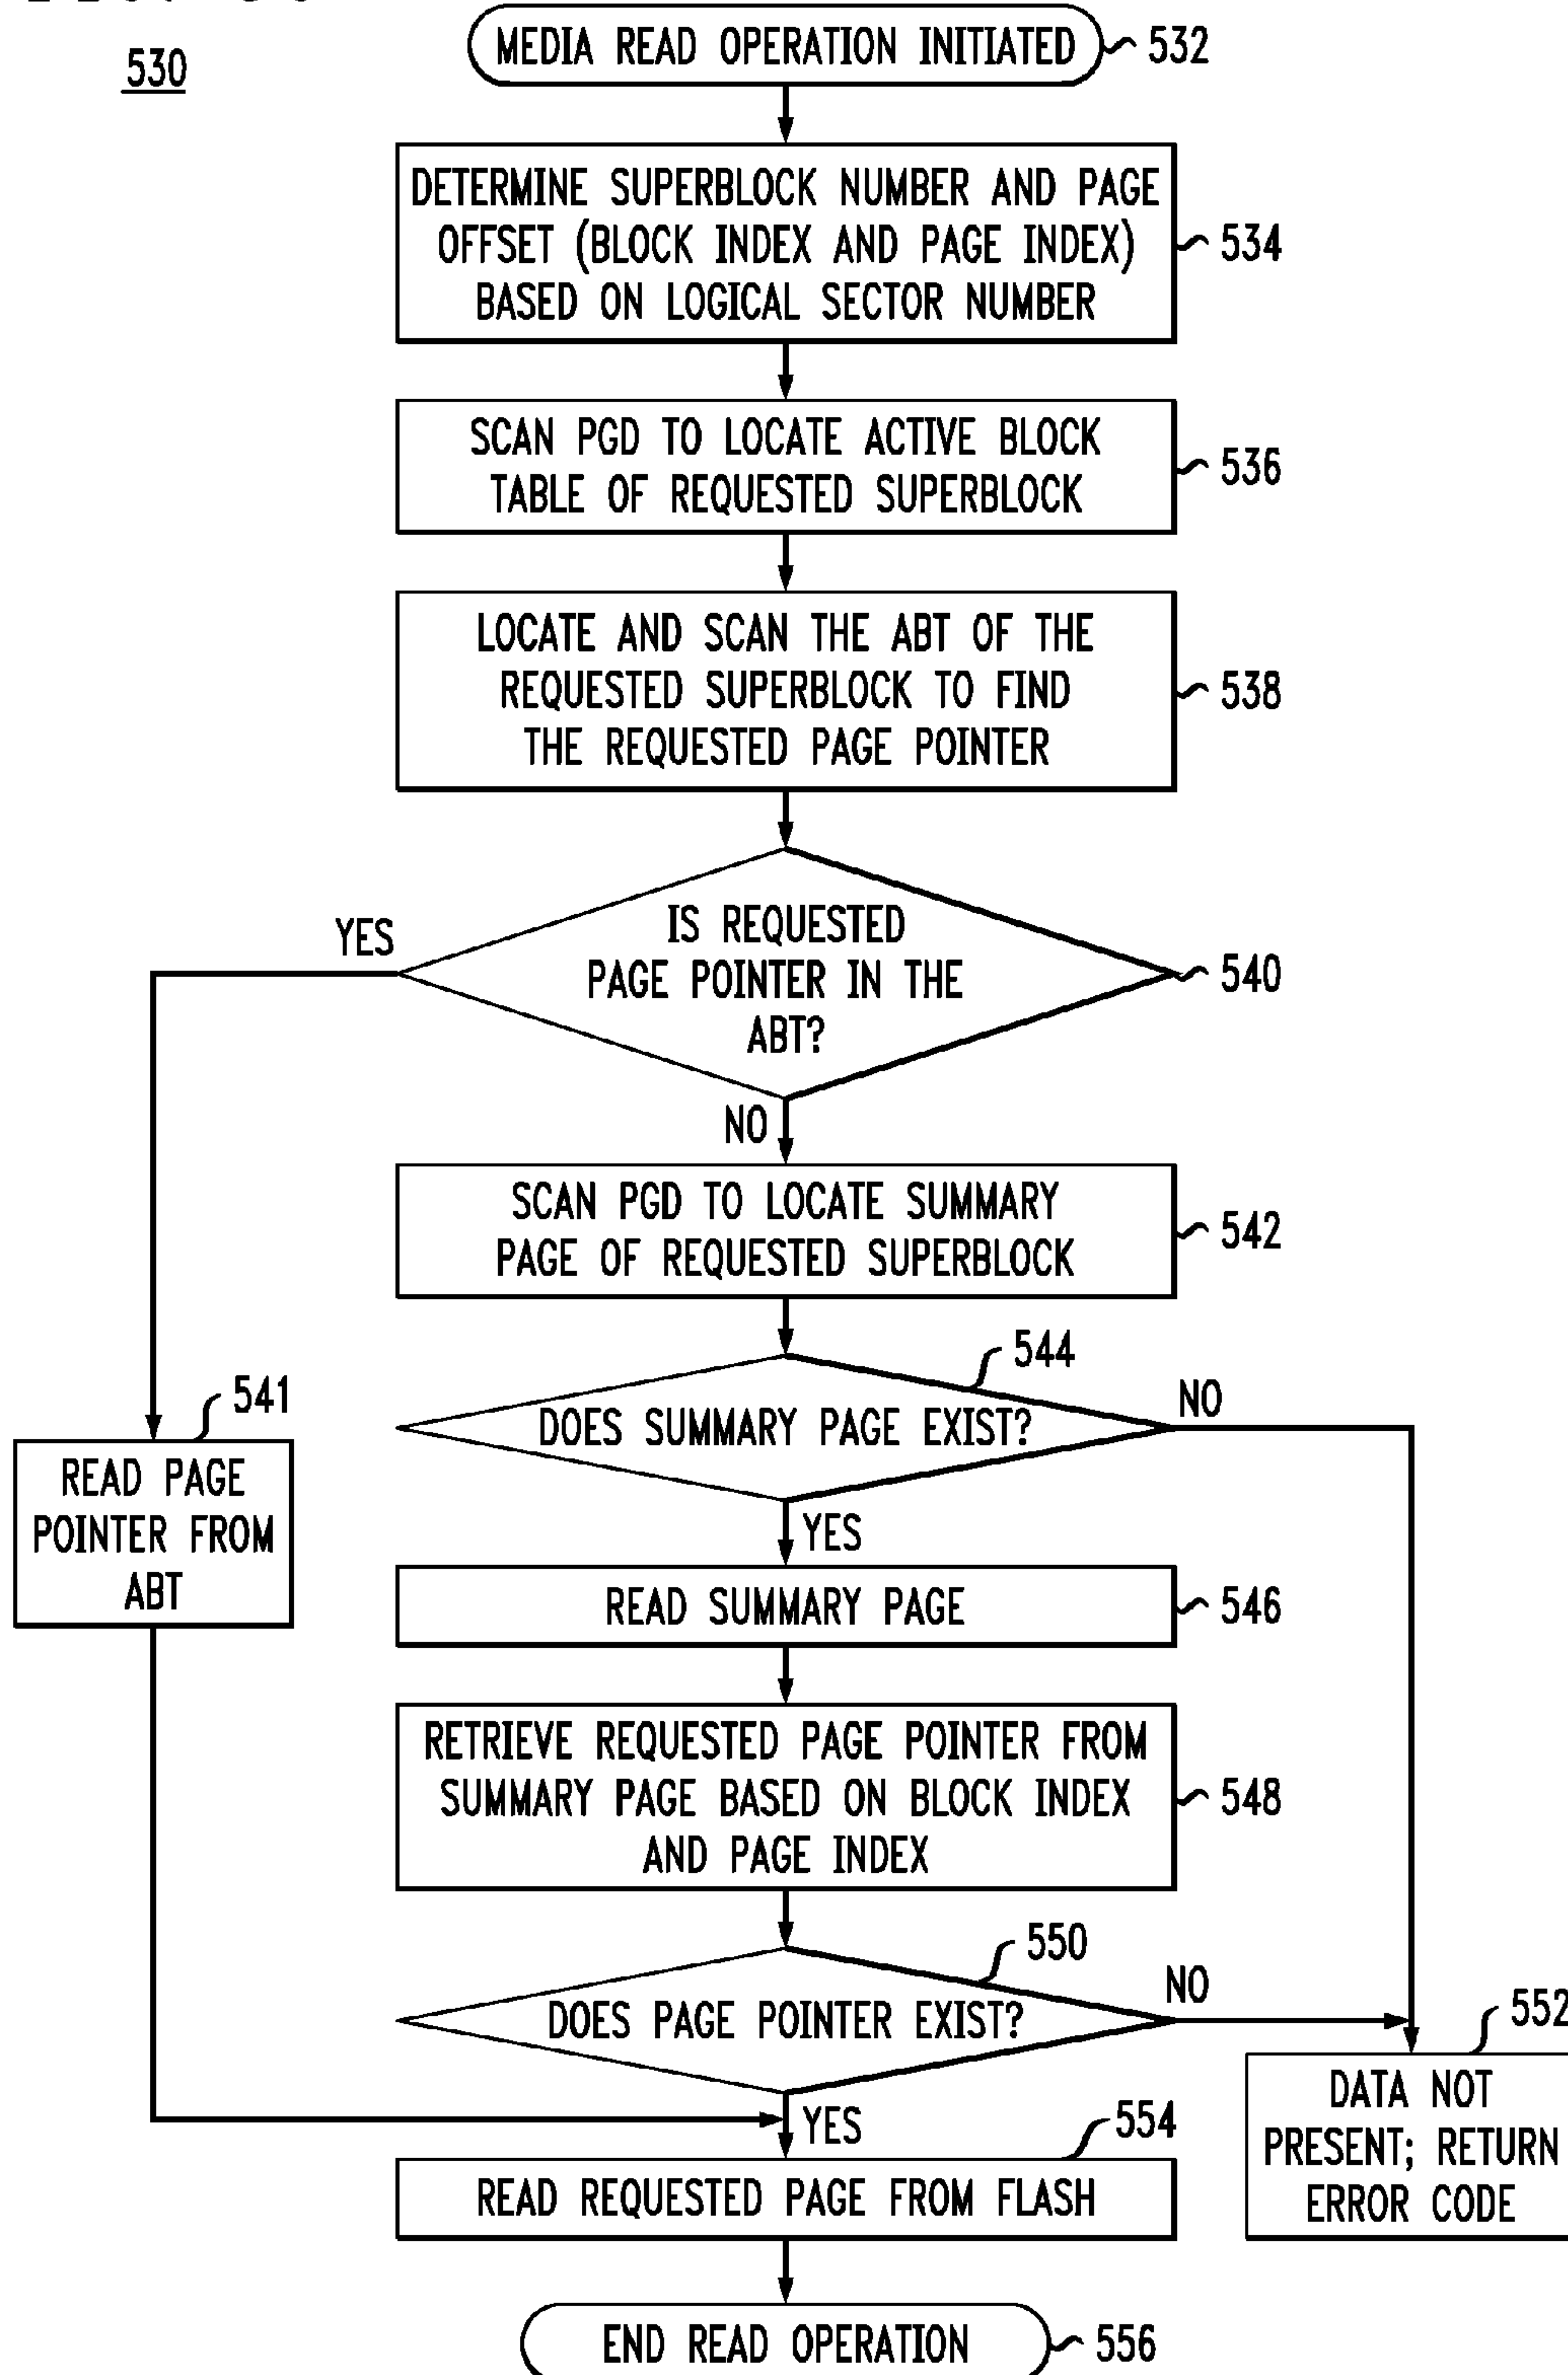 530
MEDIA READ OPERATION INITIATED
532
DETERMINE SUPERBLOCK NUMBER AND PAGE
OFFSET (BLOCK INDEX AND PAGE INDEX)
BASED ON LOGICAL SECTOR NUMBER
534
SCAN PGD TO LOCATE ACTIVE BLOCK
TABLE OF REQUESTED SUPERBLOCK
536
LOCATE AND SCAN THE ABT OF THE
REQUESTED SUPERBLOCK TO FIND
THE REQUESTED PAGE POINTER
538
YES
IS REQUESTED
PAGE POINTER IN THE
ABT?
540
NO
SCAN PGD TO LOCATE SUMMARY
PAGE OF REQUESTED SUPERBLOCK
542
544
541
DOES SUMMARY PAGE EXIST?
NO
READ PAGE
POINTER FROM
ABT
YES
READ SUMMARY PAGE
546
RETRIEVE REQUESTED PAGE POINTER FROM
SUMMARY PAGE BASED ON BLOCK INDEX
AND PAGE INDEX
548
550
DOES PAGE POINTER EXIST?
NO
552
DATA NOT
PRESENT; RETURN
ERROR CODE
YES
554
READ REQUESTED PAGE FROM FLASH
END READ OPERATION
556